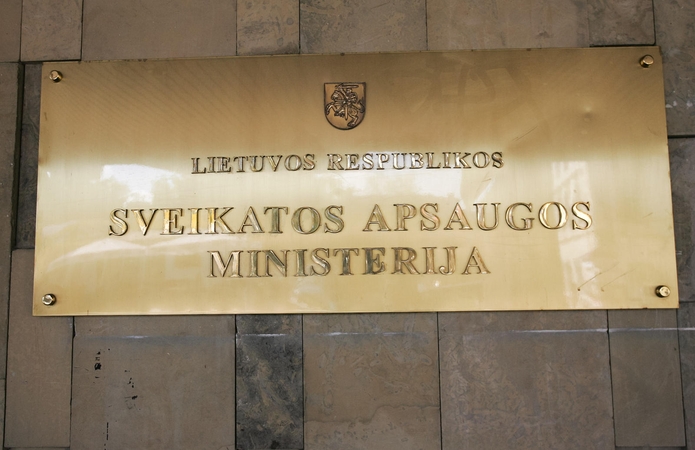 LIETUVOS RESPUBLIKOS
SVEIKATOS APSAUGOS
MINISTERIJA